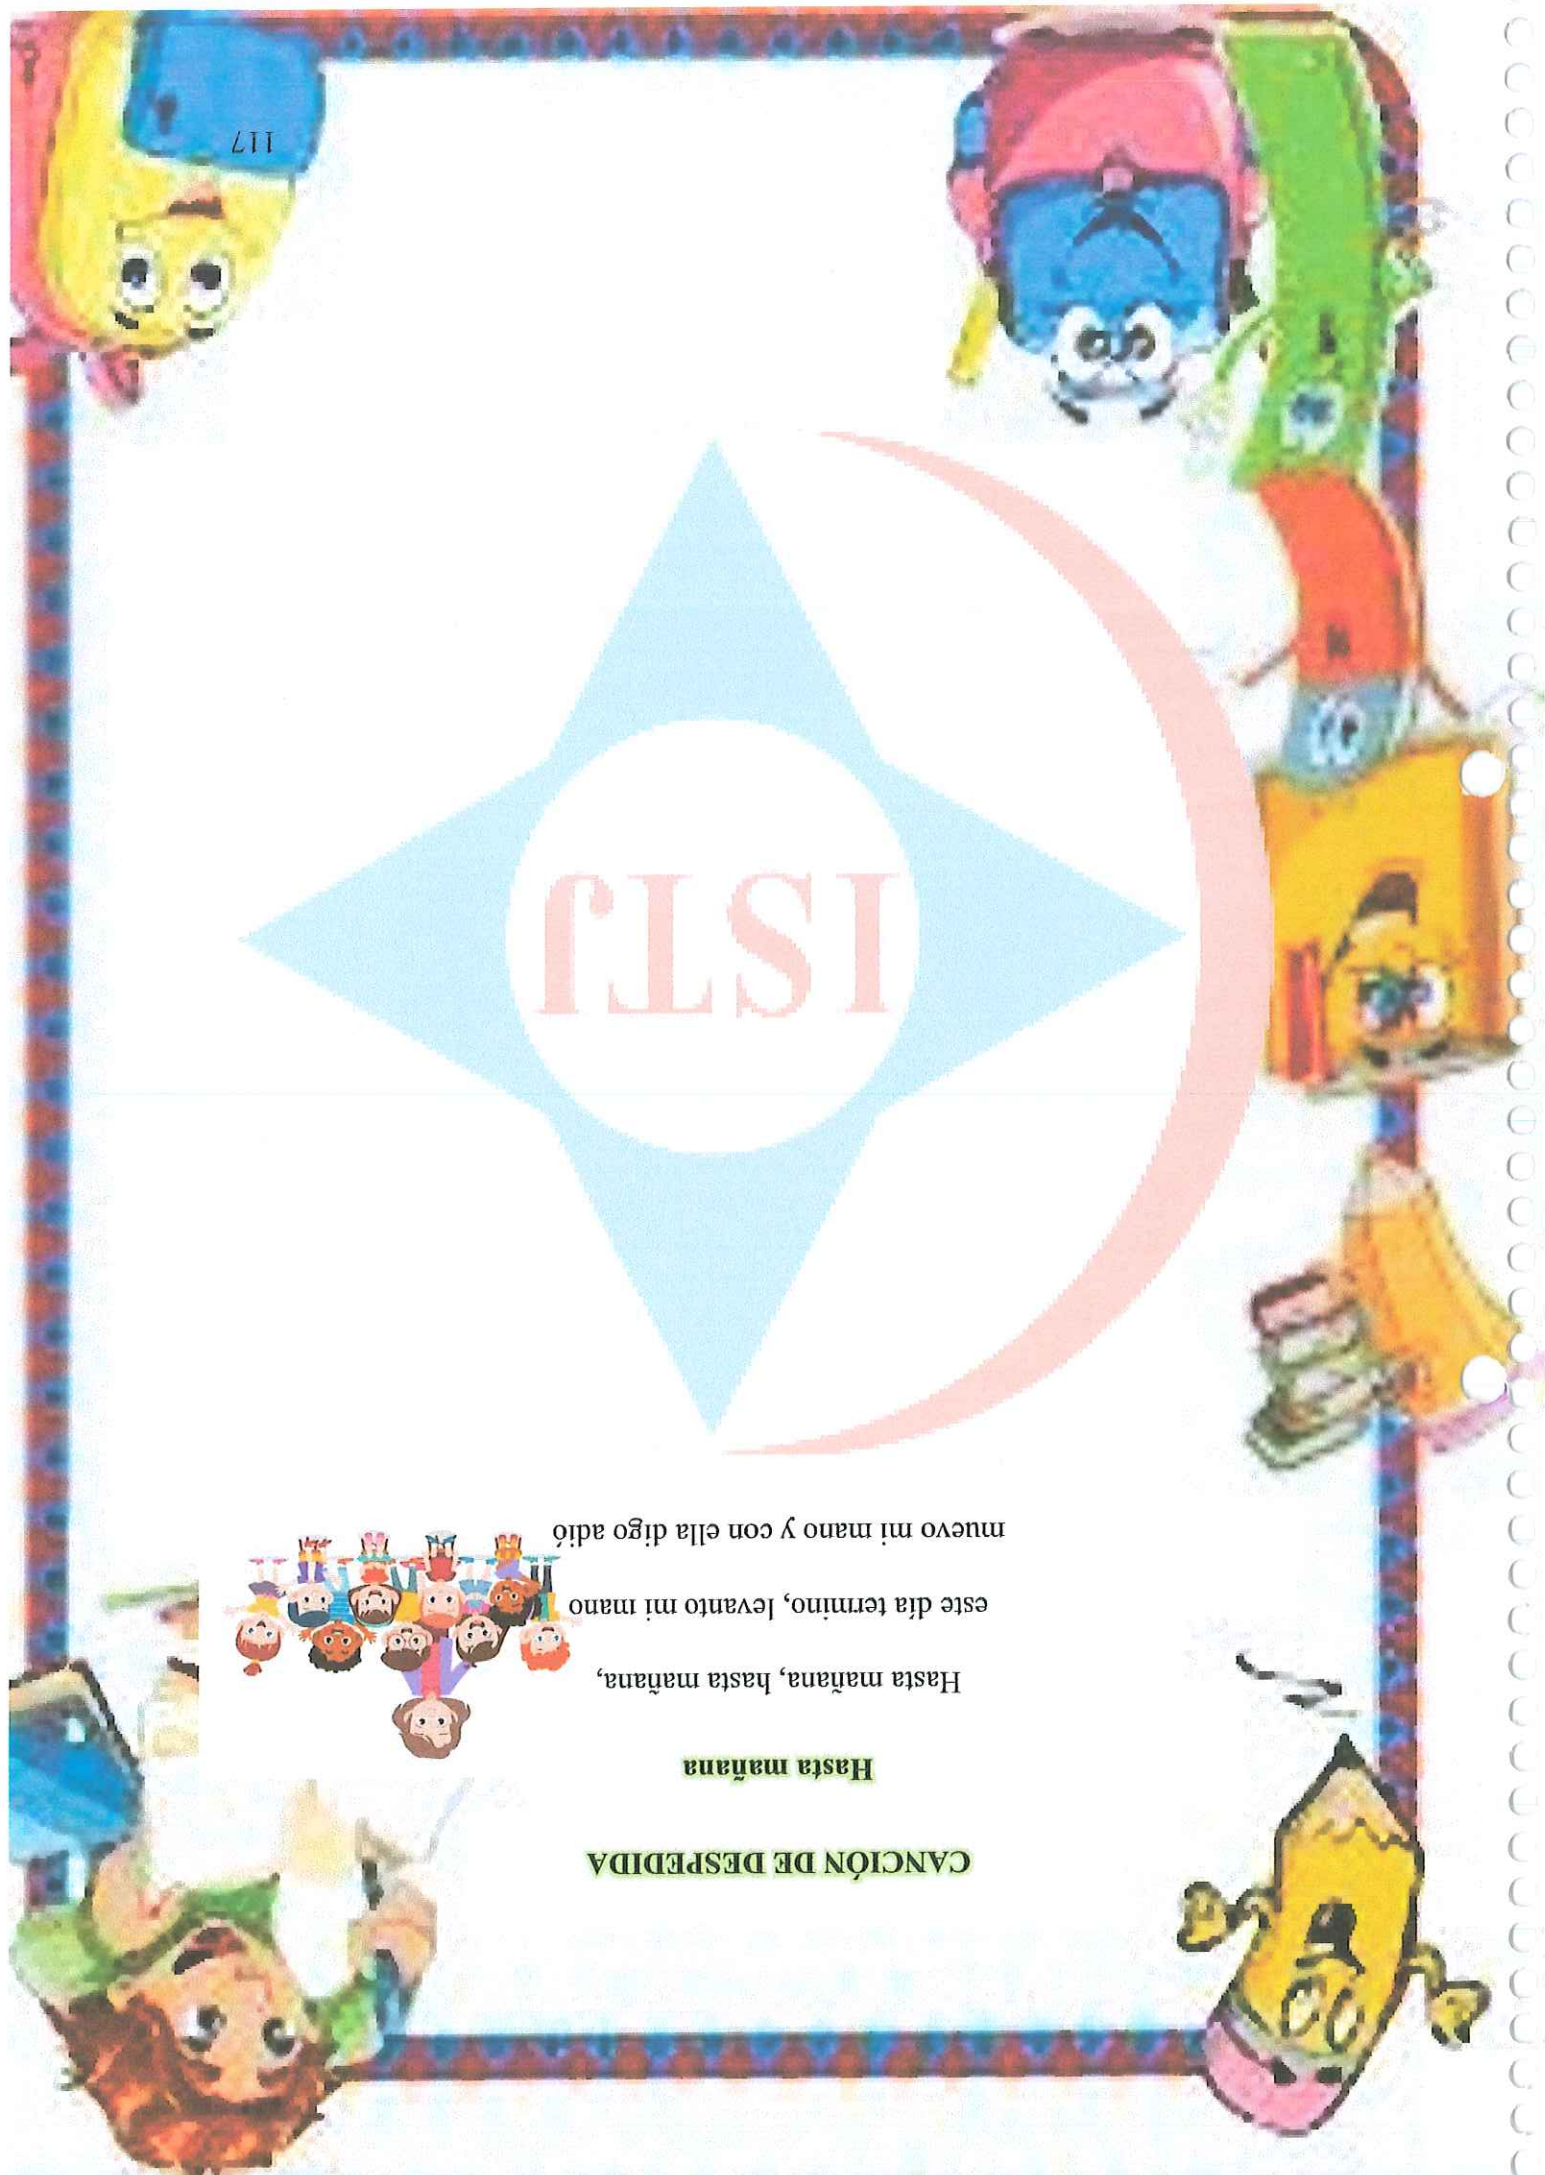 CANCIÓN DE DESPEDIDA
Hasta mañana
Hasta mañana, hasta mañana,
este día termino, levanto mi mano
muevo mi mano y con ella digo adió
ISTJ
117